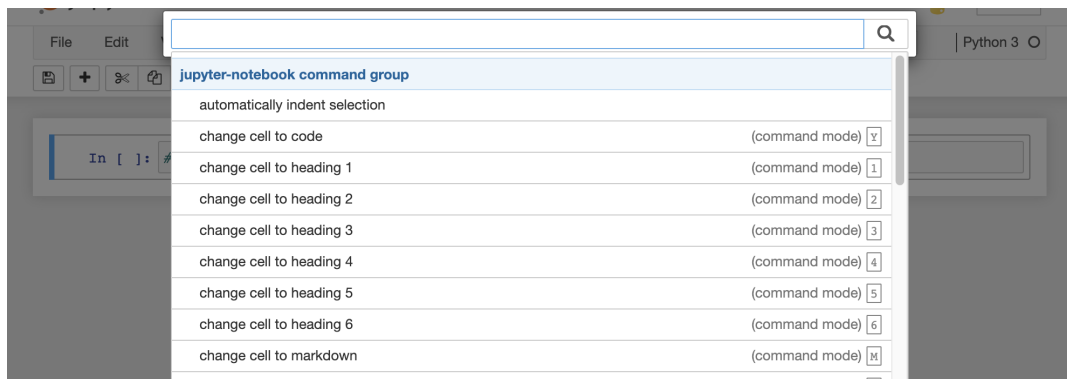 File Edit
Python 3
jupyter-notebook command group
automatically indent selection
change cell to code (command mode) Y
In [ ]: #
change cell to heading 1 (command mode) 1
change cell to heading 2 (command mode) 2
change cell to heading 3 (command mode) 3
change cell to heading 4 (command mode) 4
change cell to heading 5 (command mode) 5
change cell to heading 6 (command mode) 6
change cell to markdown (command mode) M